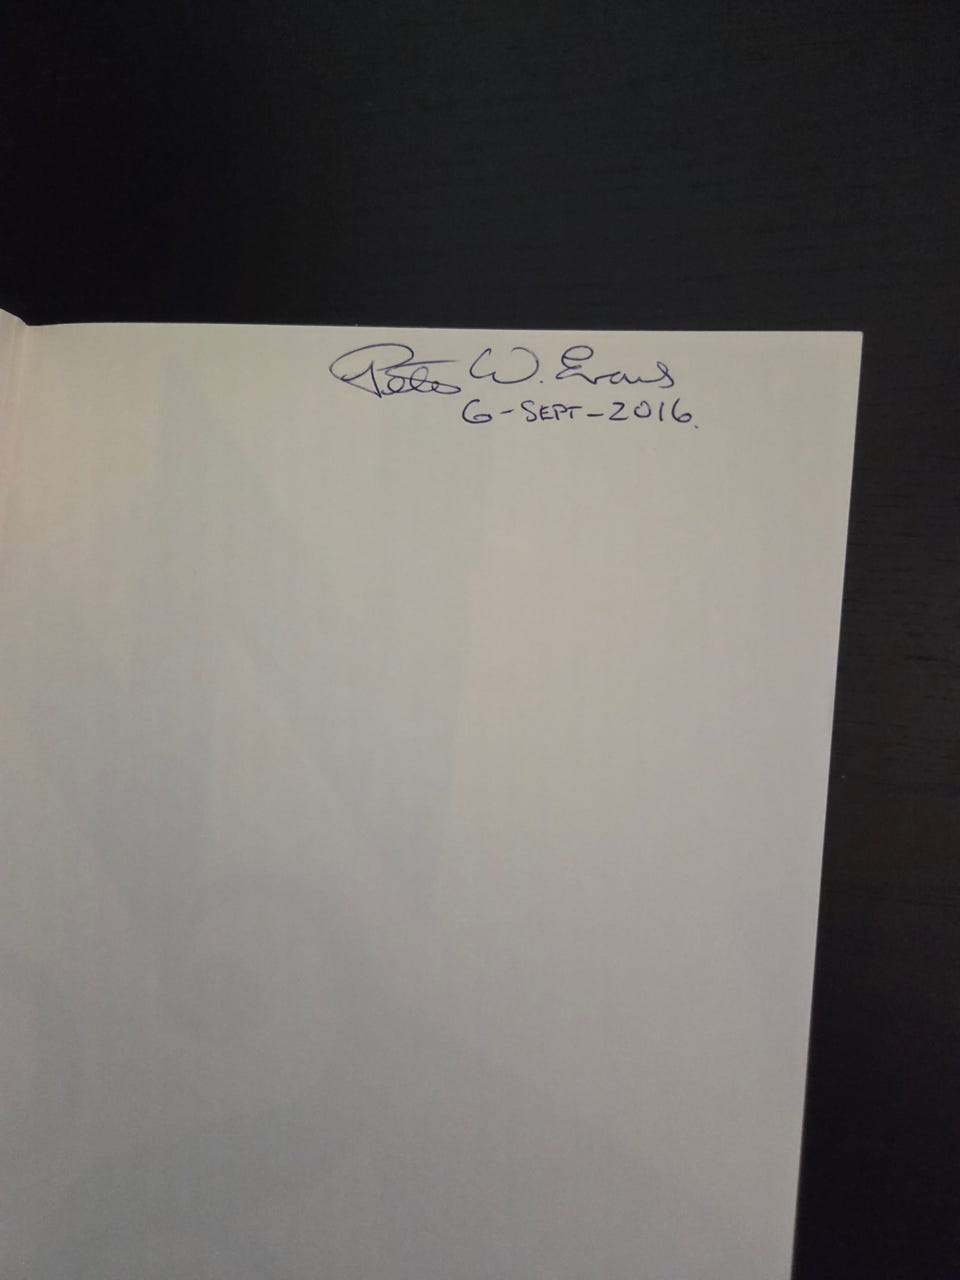 Peter W. Evans
6-SEPT-2016.